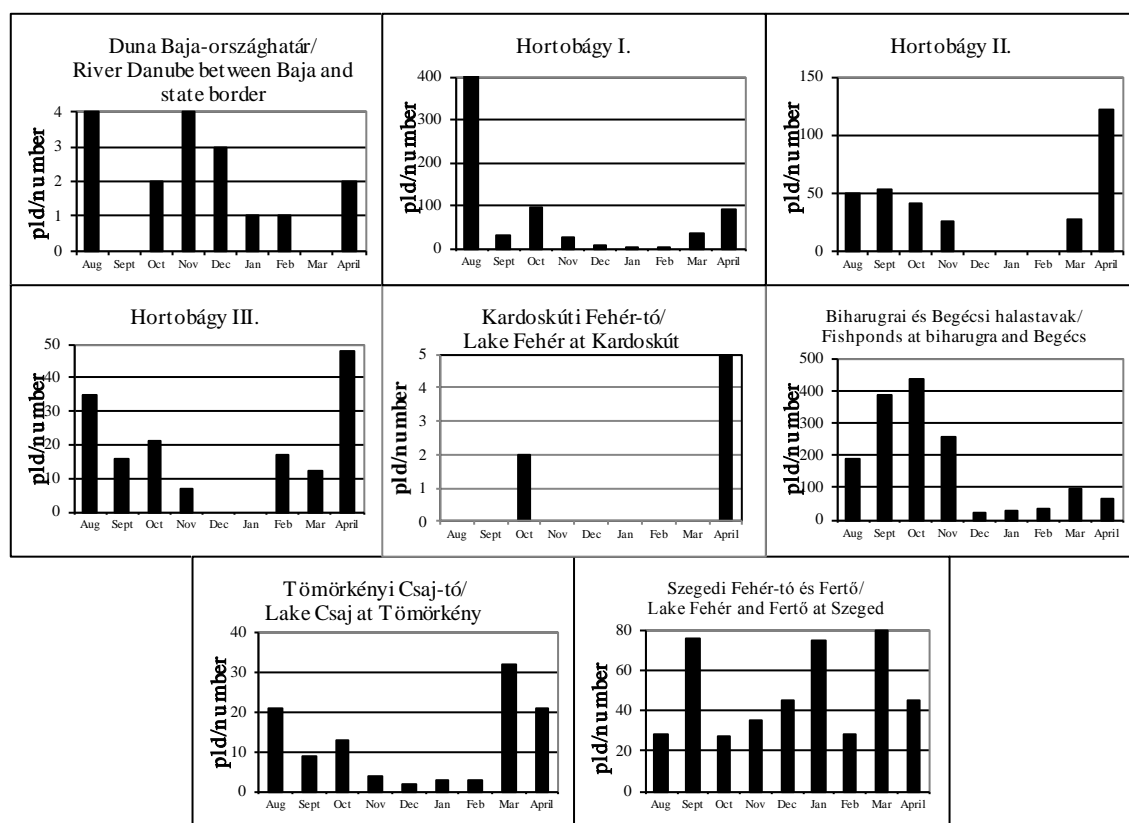 Duna Baja-országhatár/
River Danube between Baja and
state border
pld/number
4
3
2
1
0
Aug Sept Oct Nov Dec Jan Feb Mar April
Hortobágy I.
pld/number
400
300
200
100
0
Aug Sept Oct Nov Dec Jan Feb Mar April
Hortobágy II.
pld/number
150
100
50
0
Aug Sept Oct Nov Dec Jan Feb Mar April
Hortobágy III.
pld/number
50
40
30
20
10
0
Aug Sept Oct Nov Dec Jan Feb Mar April
Kardoskúti Fehér-tó/
Lake Fehér at Kardoskút
pld/number
5
4
3
2
1
0
Aug Sept Oct Nov Dec Jan Feb Mar April
Biharugrai és Begécsi halastavak/
Fishponds at biharugra and Begécs
pld/number
500
400
300
200
100
0
Aug Sept Oct Nov Dec Jan Feb Mar April
Tömörkényi Csaj-tó/
Lake Csaj at Tömörkény
pld/number
40
30
20
10
0
Aug Sept Oct Nov Dec Jan Feb Mar April
Szegedi Fehér-tó és Fertő/
Lake Fehér and Fertő at Szeged
pld/number
80
60
40
20
0
Aug Sept Oct Nov Dec Jan Feb Mar April